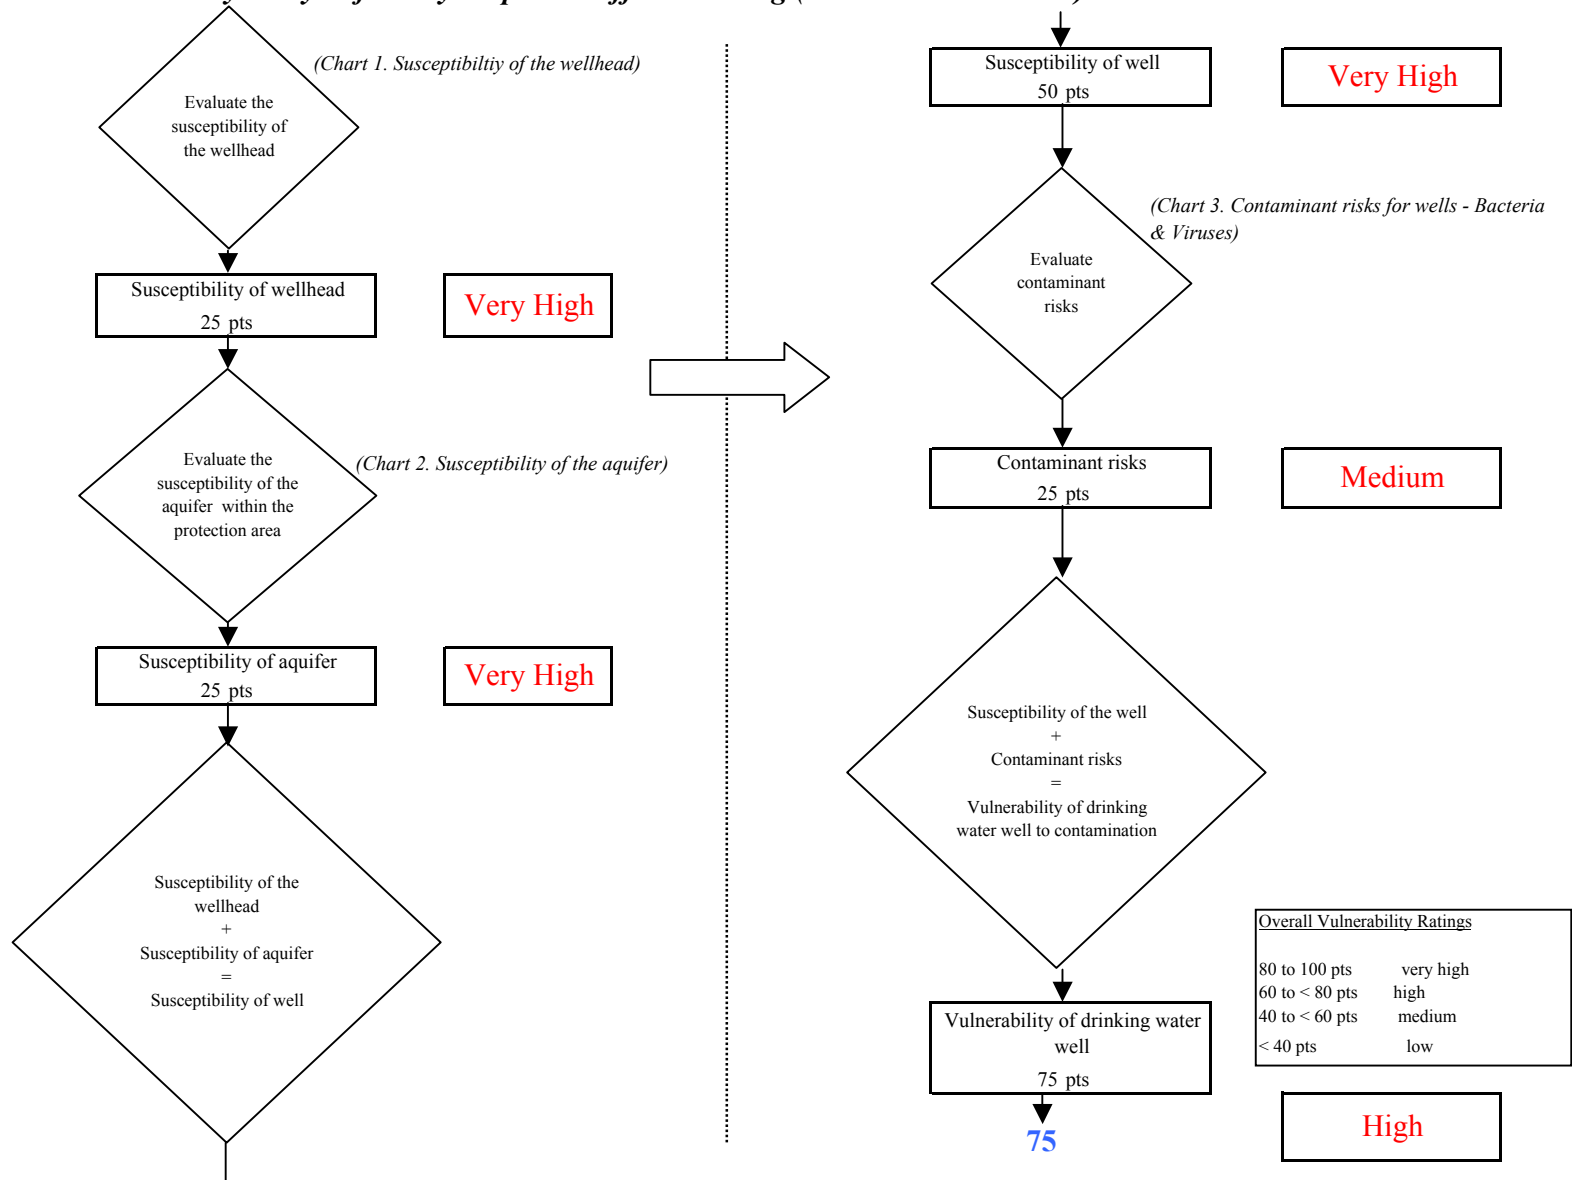 (Chart 1. Susceptibiltiy of the wellhead)
Evaluate the
susceptibility of
the wellhead
Susceptibility of wellhead
25 pts
Very High
Evaluate the
susceptibility of the
aquifer within the
protection area
(Chart 2. Susceptibility of the aquifer)
Susceptibility of aquifer
25 pts
Very High
Susceptibility of the
wellhead
+
Susceptibility of aquifer
=
Susceptibility of well
Susceptibility of well
50 pts
Very High
(Chart 3. Contaminant risks for wells - Bacteria
& Viruses)
Evaluate
contaminant
risks
Contaminant risks
25 pts
Medium
Susceptibility of the well
+
Contaminant risks
=
Vulnerability of drinking
water well to contamination
Vulnerability of drinking water
well
75 pts
75
Overall Vulnerability Ratings
80 to 100 pts very high
60 to < 80 pts high
40 to < 60 pts medium
< 40 pts low
High